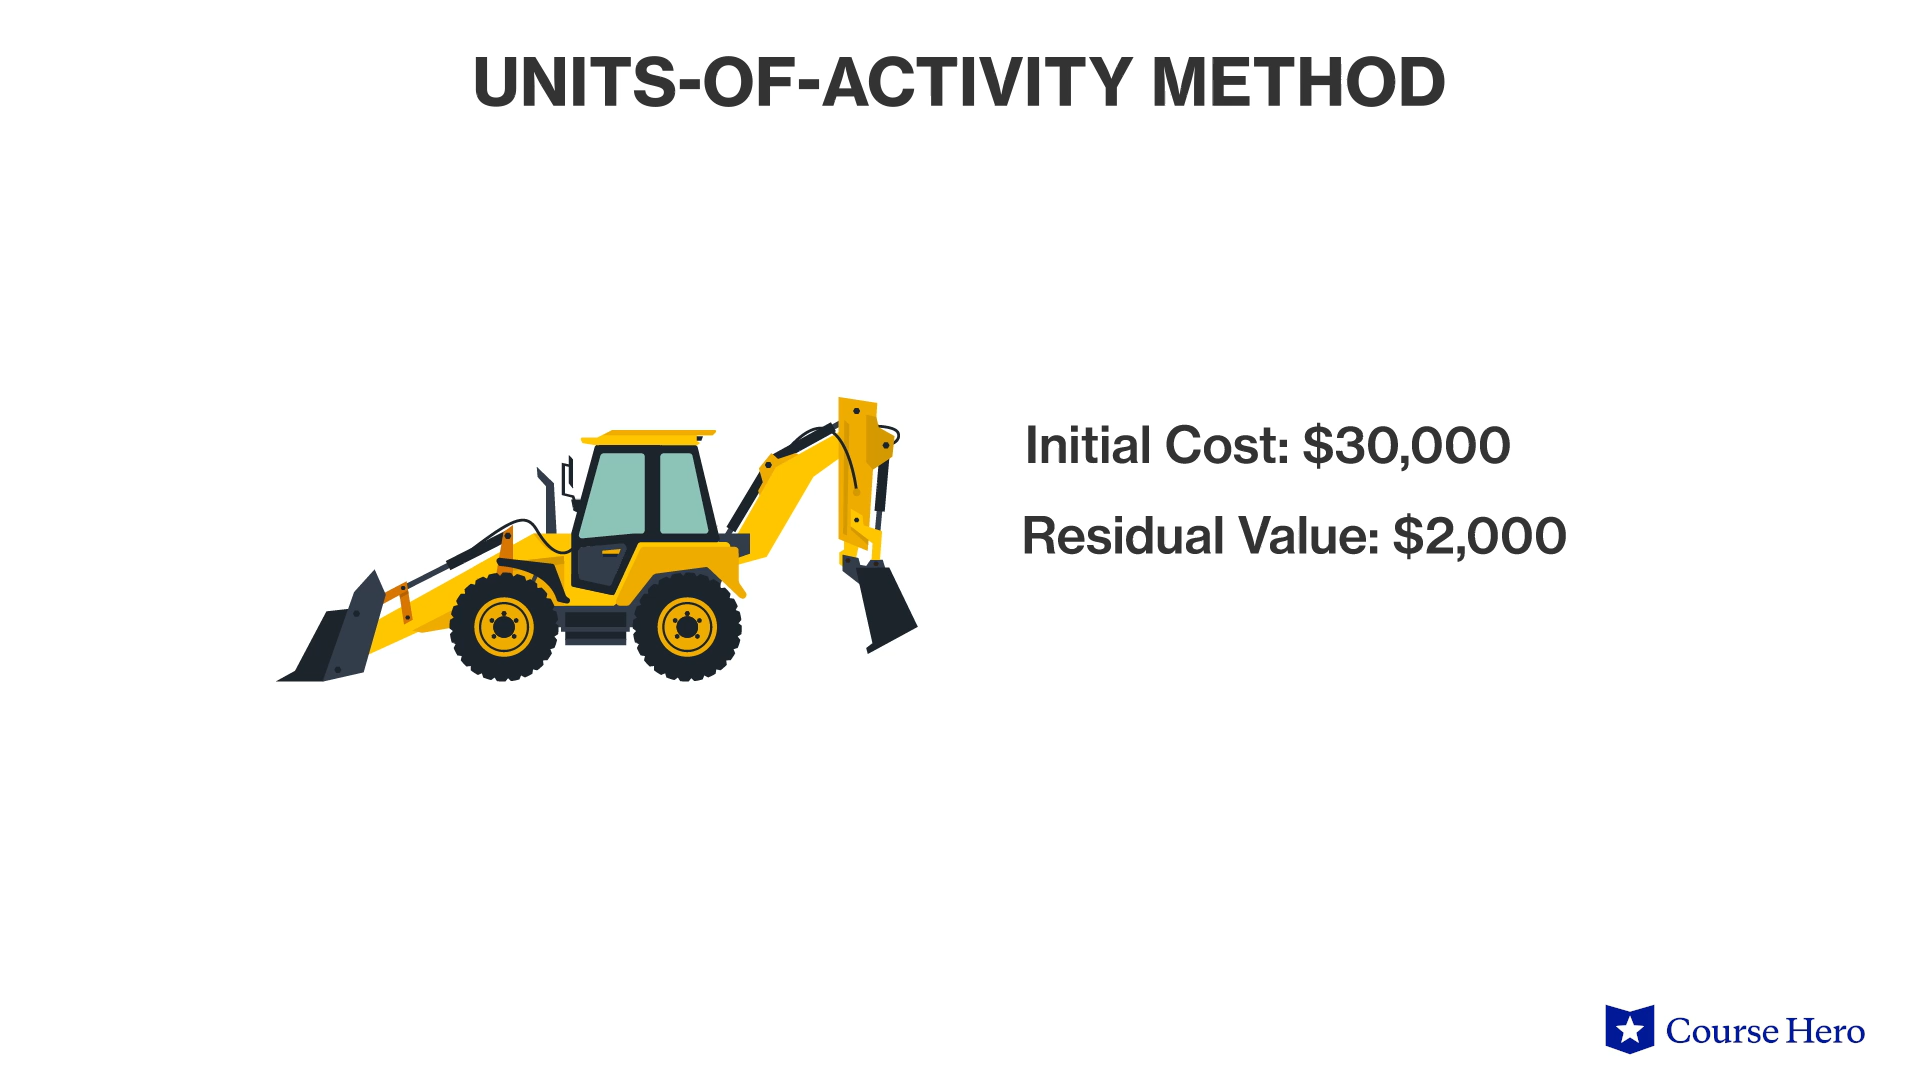 UNITS-OF-ACTIVITY METHOD
Initial Cost: $30,000
Residual Value: $2,000
Course Hero